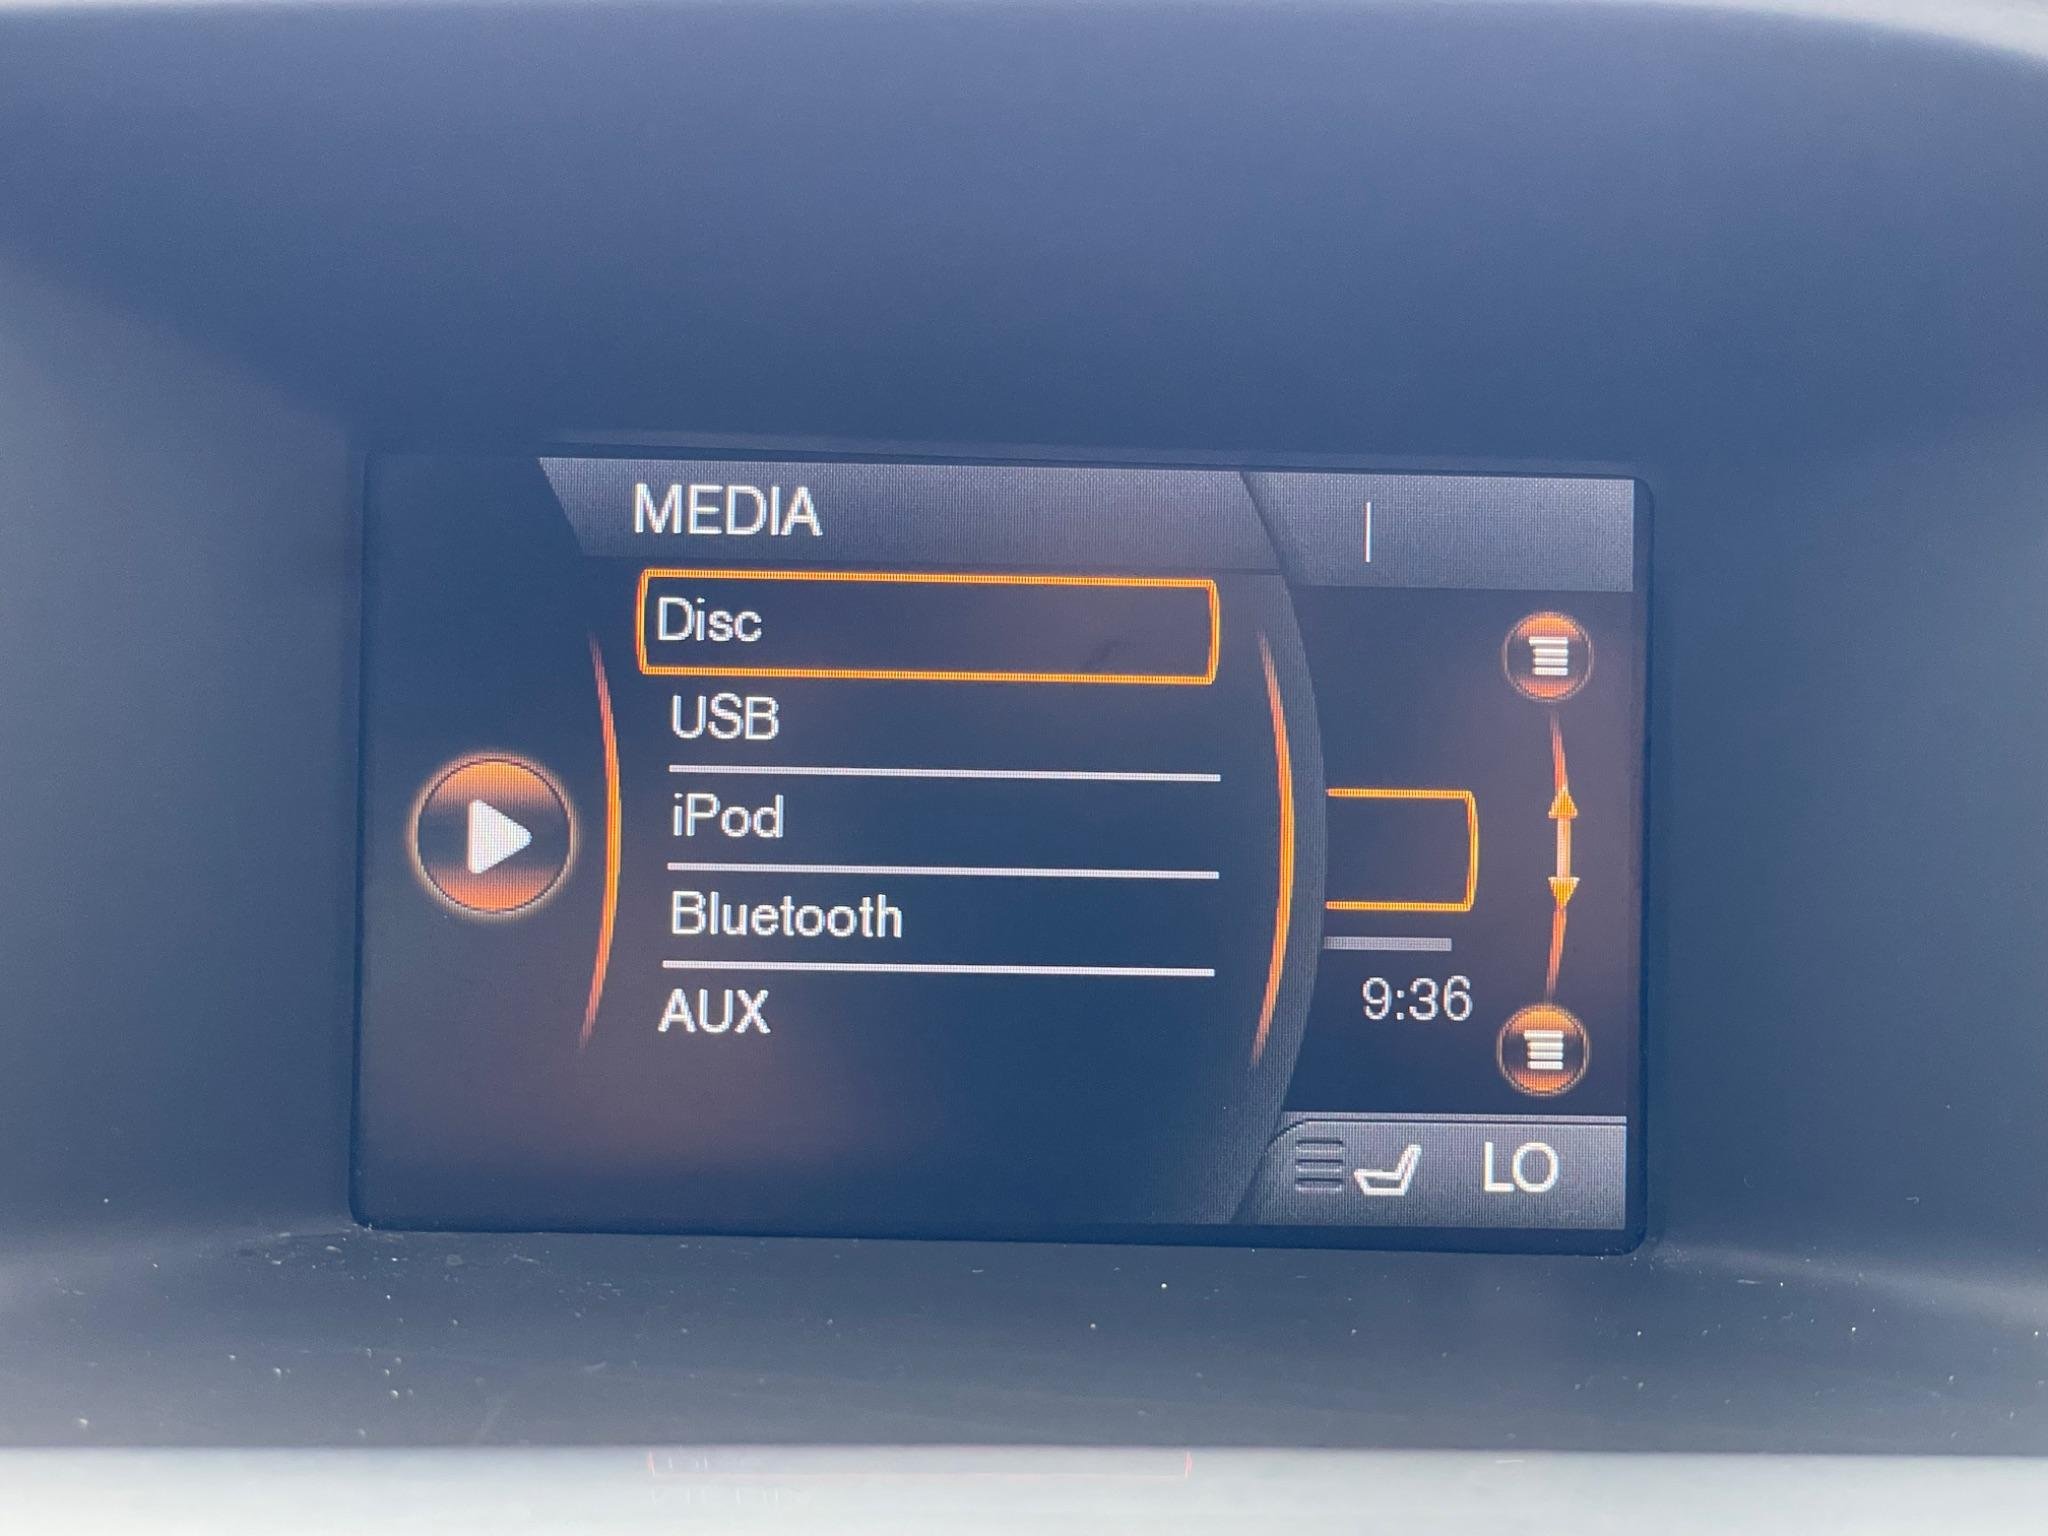 MEDIA
Disc
USB
iPod
Bluetooth
AUX
9:36
LO